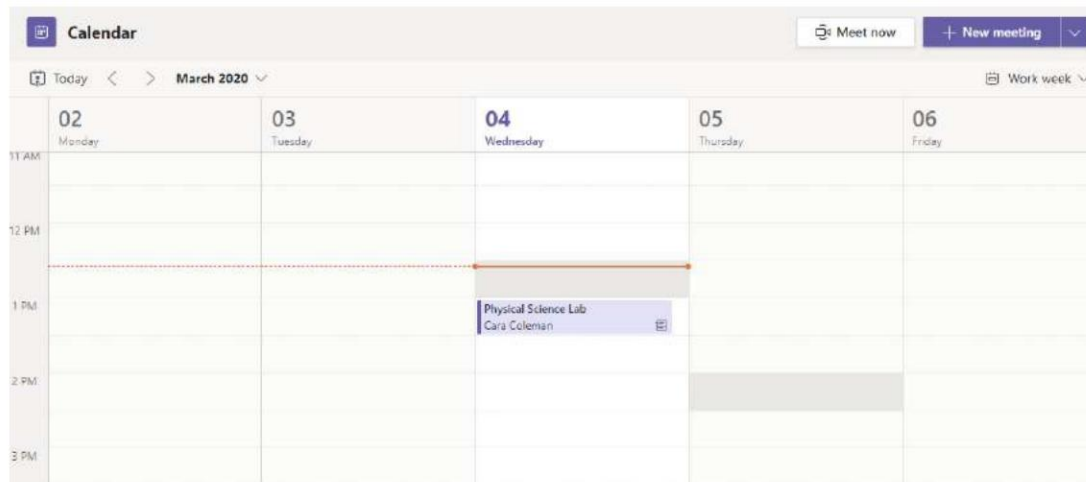 Calendar
Meet now
+ New meeting
Today
March 2020
Work week
02
Monday
03
Tuesday
04
Wednesday
05
Thursday
06
Friday
11 AM
12 PM
1 PM
Physical Science Lab
Cara Coleman
2 PM
3 PM